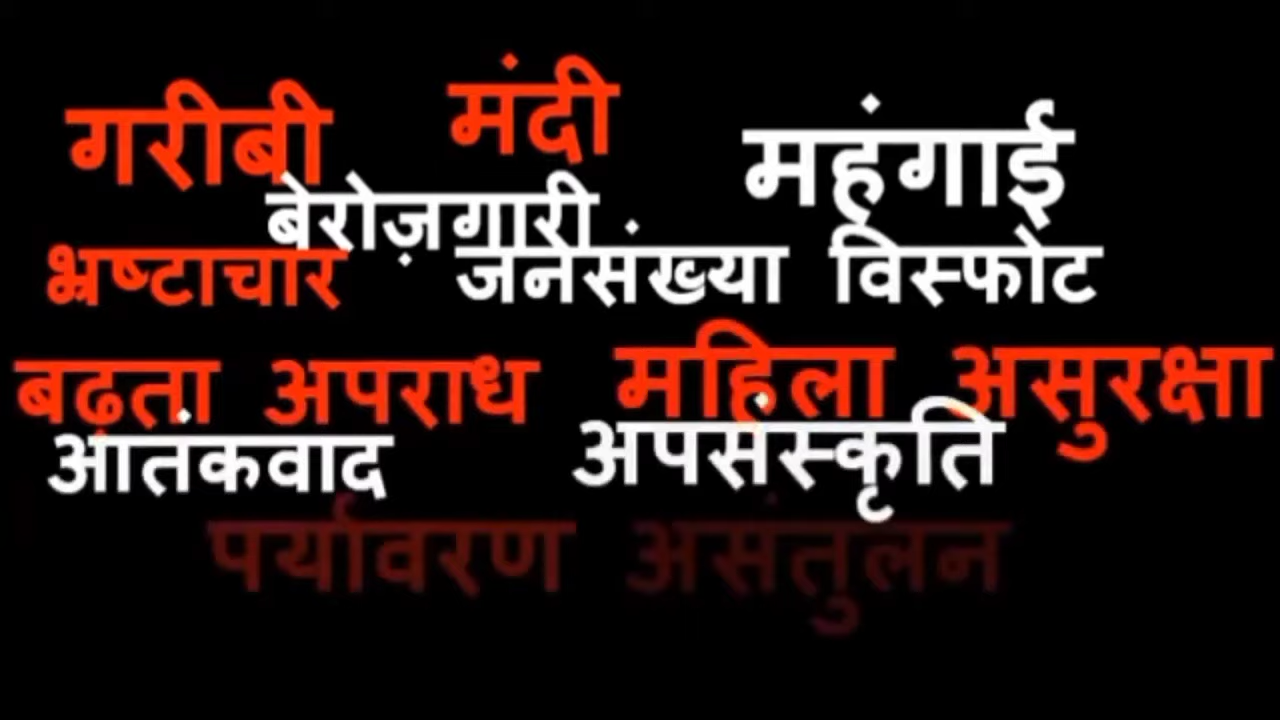 गरीबी मंदी महंगाई
बेरोज़गारी
भ्रष्टाचार जनसंख्या विस्फोट
बढ़ता अपराध महिला असुरक्षा
आतंकवाद अपसंस्कृति
पर्यावरण असंतुलन